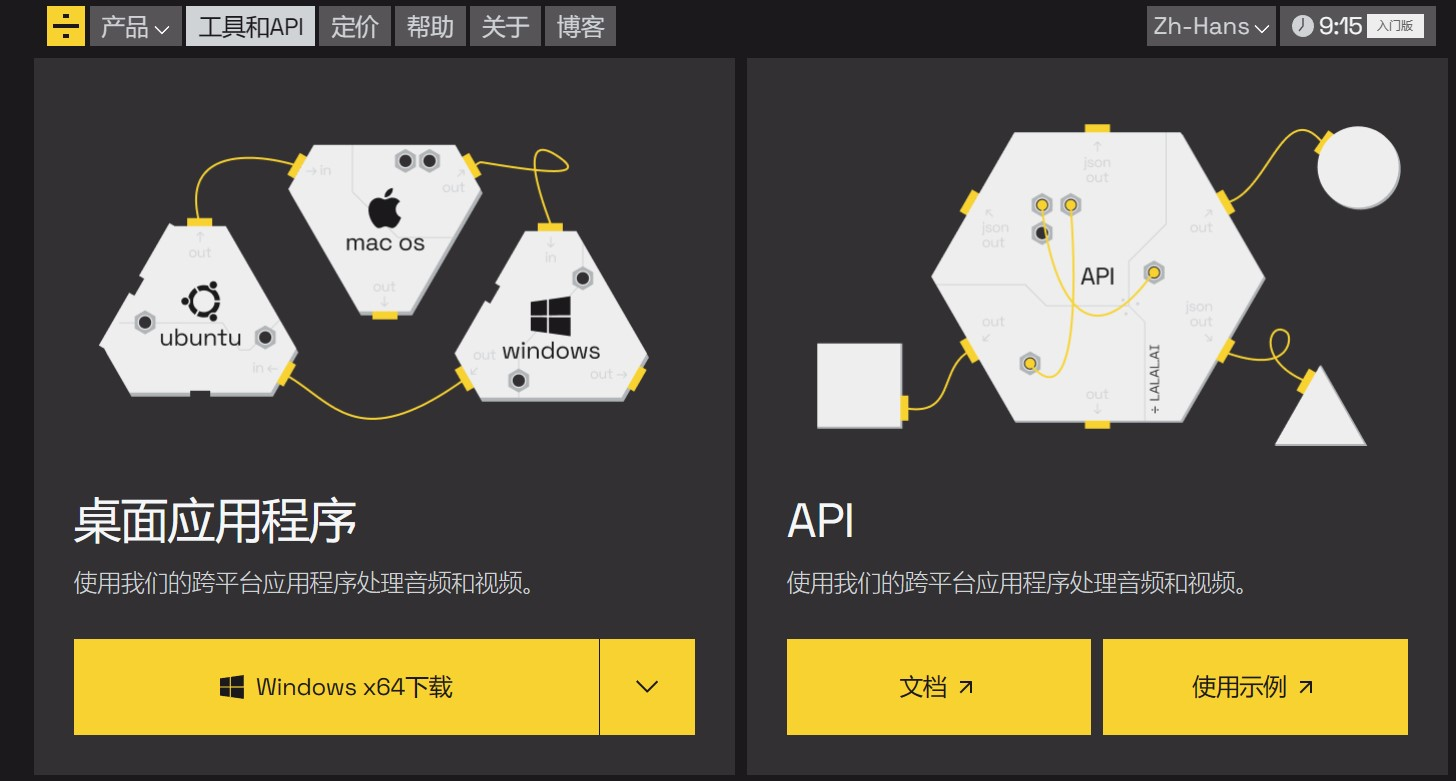 产品
工具和API
定价
帮助
关于
博客
Zh-Hans
9:15
入门版
→ in
out
mac os
out
↓
↑
out
ubuntu
in ←
↓
in
windows
out
out →
↑
json
out
json
out
out
API
out
json
out
out
↓
÷ LALALAI
桌面应用程序
使用我们的跨平台应用程序处理音频和视频。
Windows x64下载
API
使用我们的跨平台应用程序处理音频和视频。
文档
使用示例